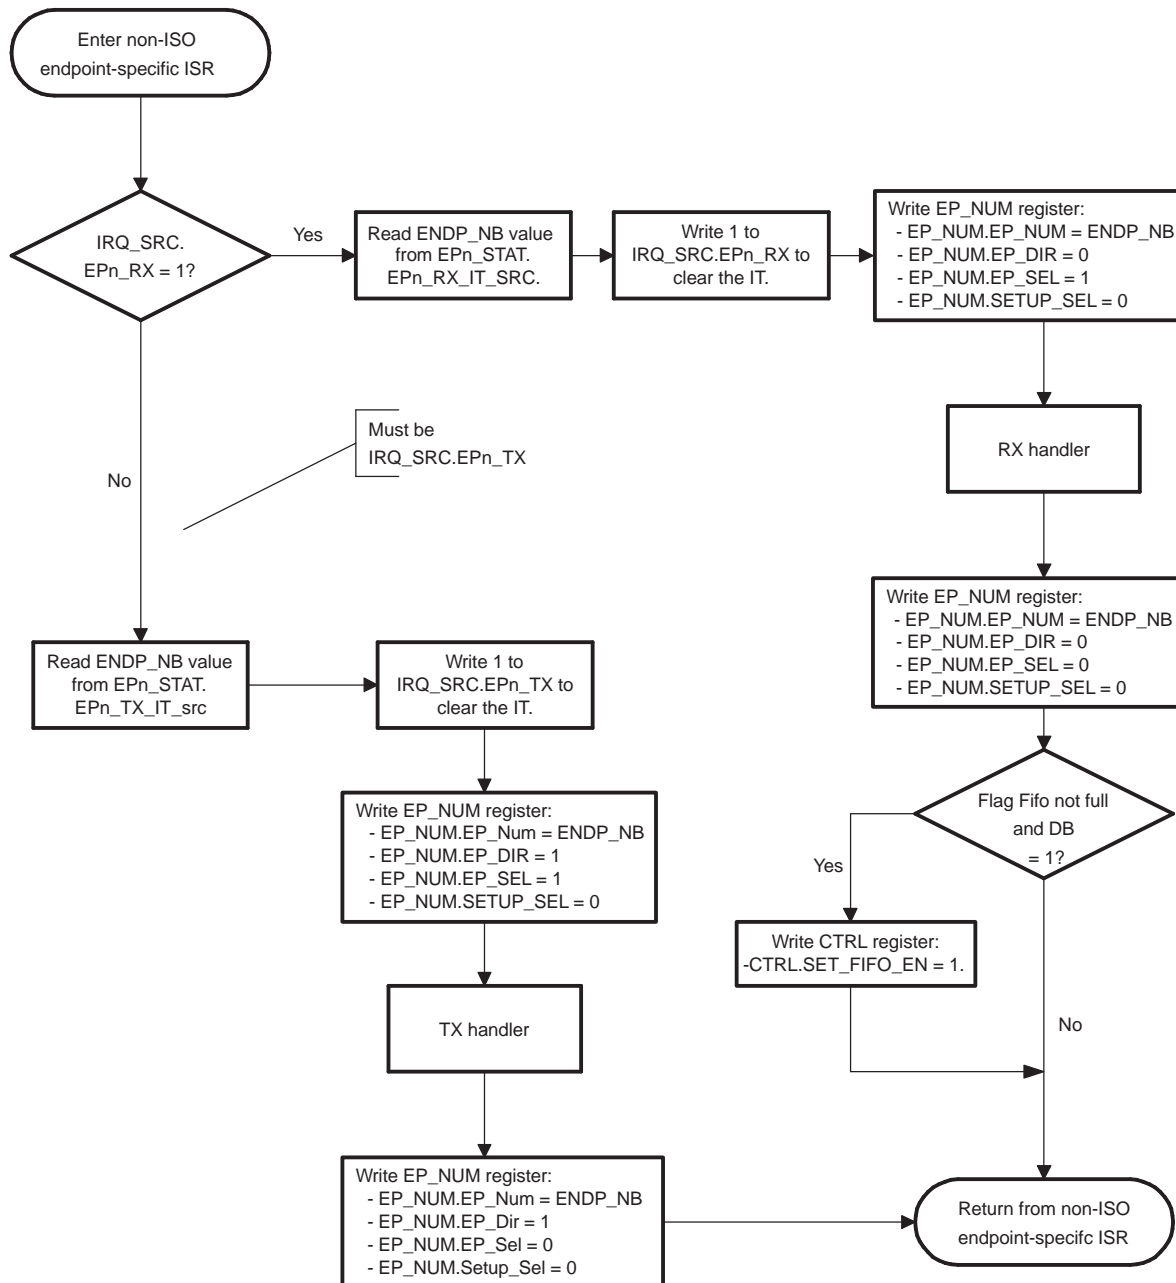 Enter non-ISO
endpoint-specific ISR
IRQ_SRC.
EPn_RX = 1?
Yes
Read ENDP_NB value
from EPn_STAT.
EPn_RX_IT_SRC.
Write 1 to
IRQ_SRC.EPn_RX to
clear the IT.
Write EP_NUM register:
- EP_NUM.EP_NUM = ENDP_NB
- EP_NUM.EP_DIR = 0
- EP_NUM.EP_SEL = 1
- EP_NUM.SETUP_SEL = 0
RX handler
Must be
IRQ_SRC.EPn_TX
No
Write EP_NUM register:
- EP_NUM.EP_NUM = ENDP_NB
- EP_NUM.EP_DIR = 0
- EP_NUM.EP_SEL = 0
- EP_NUM.SETUP_SEL = 0
Read ENDP_NB value
from EPn_STAT.
EPn_TX_IT_src
Write 1 to
IRQ_SRC.EPn_TX to
clear the IT.
Write EP_NUM register:
- EP_NUM.EP_Num = ENDP_NB
- EP_NUM.EP_DIR = 1
- EP_NUM.EP_SEL = 1
- EP_NUM.SETUP_SEL = 0
Flag Fifo not full
and DB
= 1?
Yes
Write CTRL register:
-CTRL.SET_FIFO_EN = 1.
No
TX handler
Write EP_NUM register:
- EP_NUM.EP_Num = ENDP_NB
- EP_NUM.EP_Dir = 1
- EP_NUM.EP_Sel = 0
- EP_NUM.Setup_Sel = 0
Return from non-ISO
endpoint-specifc ISR